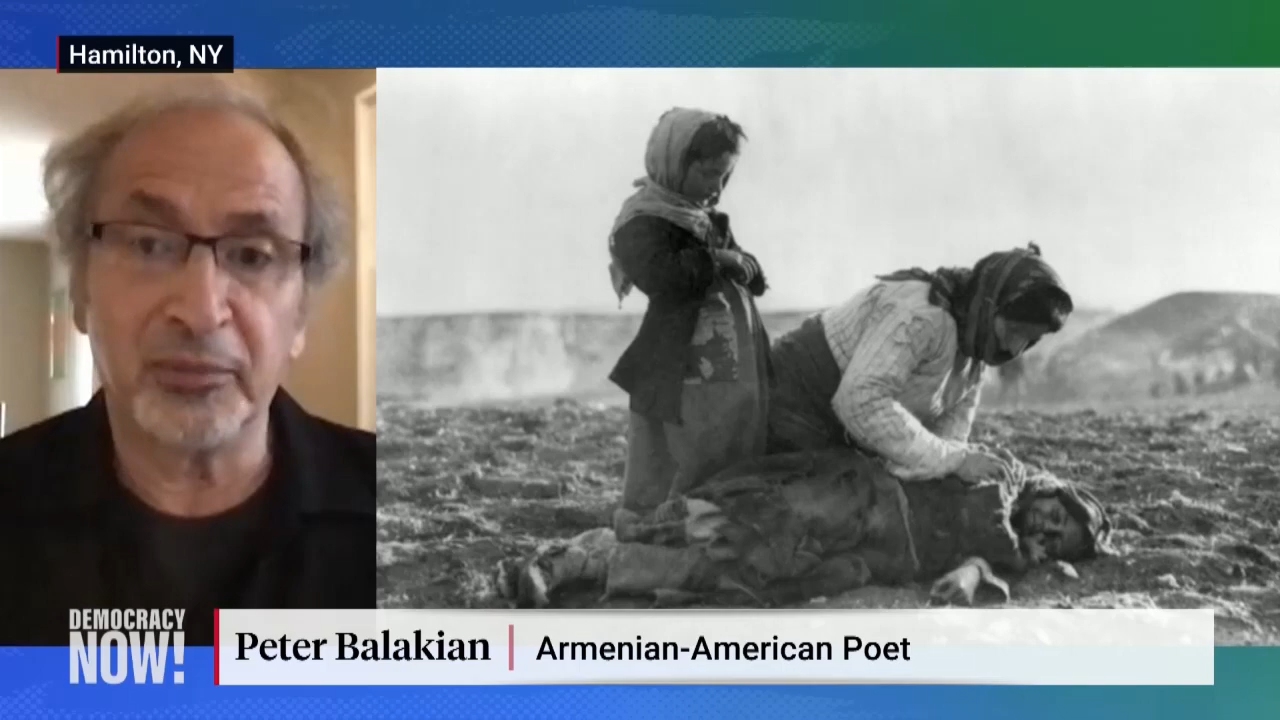 Hamilton, NY
DEMOCRACY
NOW!
Peter Balakian | Armenian-American Poet